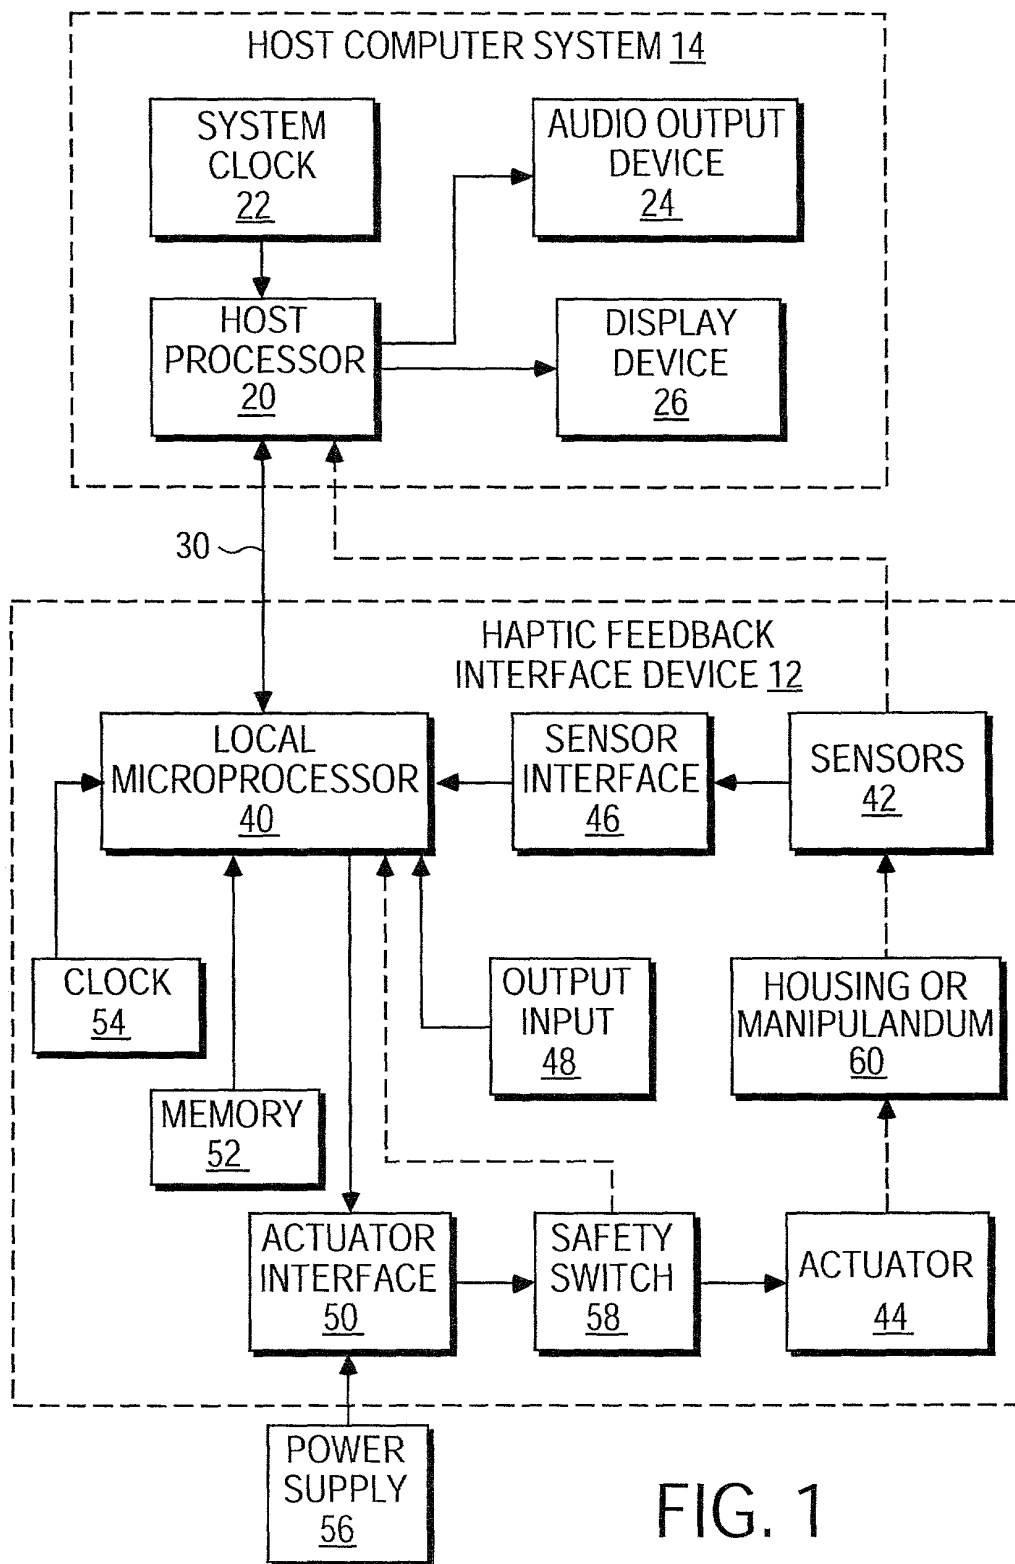 HOST COMPUTER SYSTEM 14
SYSTEM
CLOCK
22
AUDIO OUTPUT
DEVICE
24
HOST
PROCESSOR
20
DISPLAY
DEVICE
26
30
HAPTIC FEEDBACK
INTERFACE DEVICE 12
LOCAL
MICROPROCESSOR
40
SENSOR
INTERFACE
46
SENSORS
42
CLOCK
54
OUTPUT
INPUT
48
HOUSING OR
MANIPULANDUM
60
MEMORY
52
ACTUATOR
INTERFACE
50
SAFETY
SWITCH
58
ACTUATOR
44
POWER
SUPPLY
56
FIG. 1